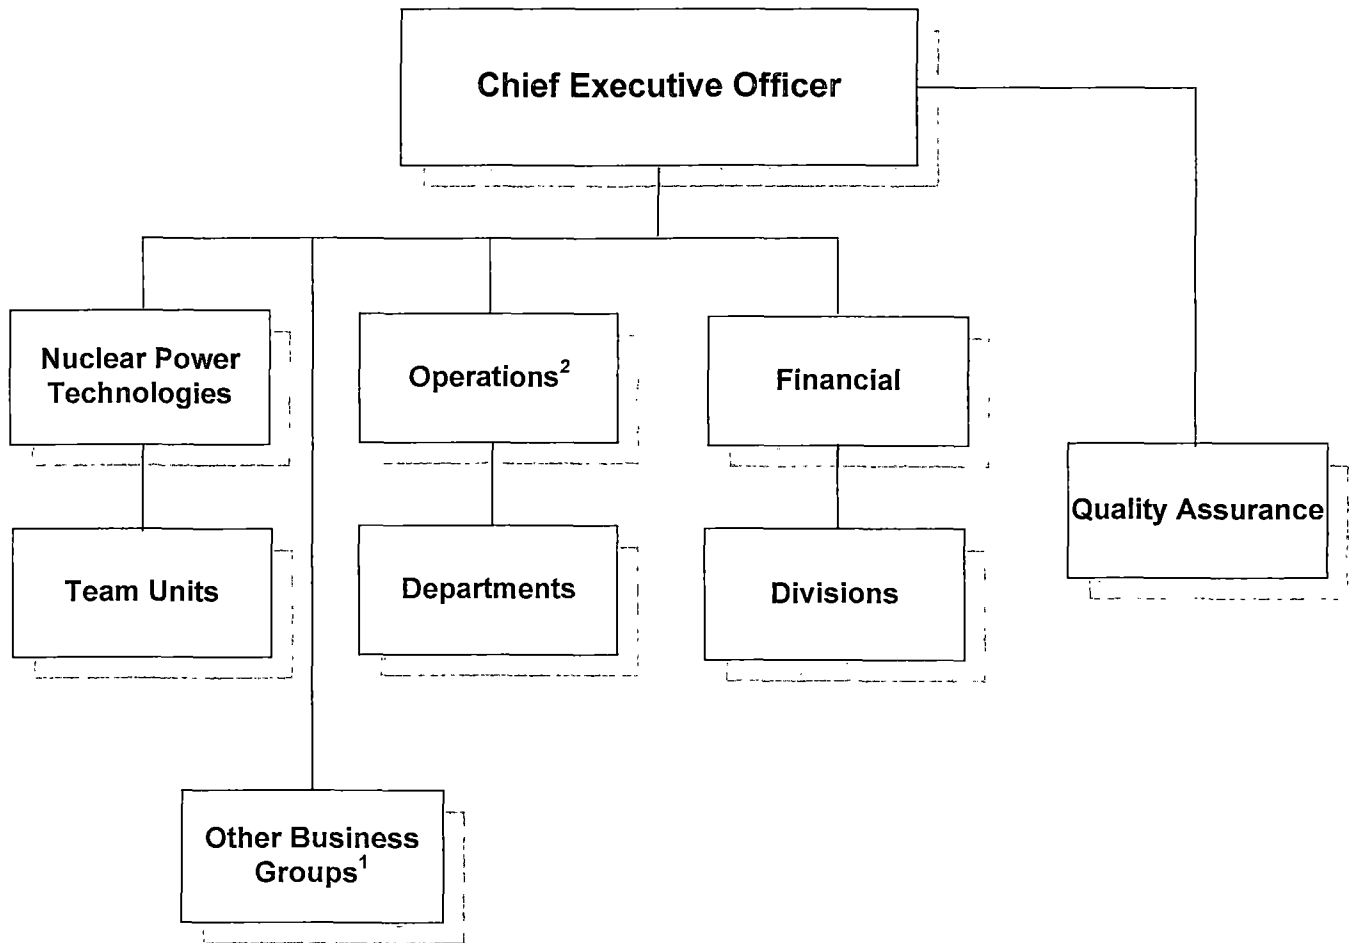 Chief Executive Officer
Nuclear Power
Technologies
Operations²
Financial
Quality Assurance
Team Units
Departments
Divisions
Other Business
Groups¹